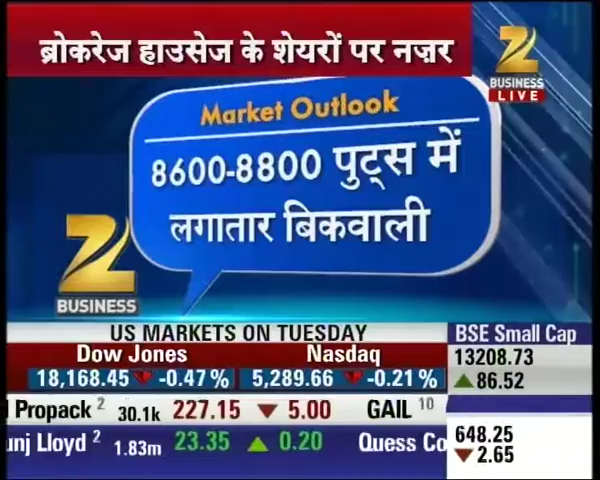 ब्रोकरेज हाउसेज के शेयरों पर नज़र
Z
BUSINESS
LIVE
Market Outlook
8600-8800 पुट्स में
लगातार बिकवाली
Z
BUSINESS
US MARKETS ON TUESDAY
Dow Jones
18,168.45 -0.47%
Nasdaq
5,289.66 -0.21%
BSE Small Cap
13208.73
86.52
Propack 2 30.1k 227.15 5.00 GAIL 10
unj Lloyd 2 1.83m 23.35 0.20 Quess Co
648.25
2.65